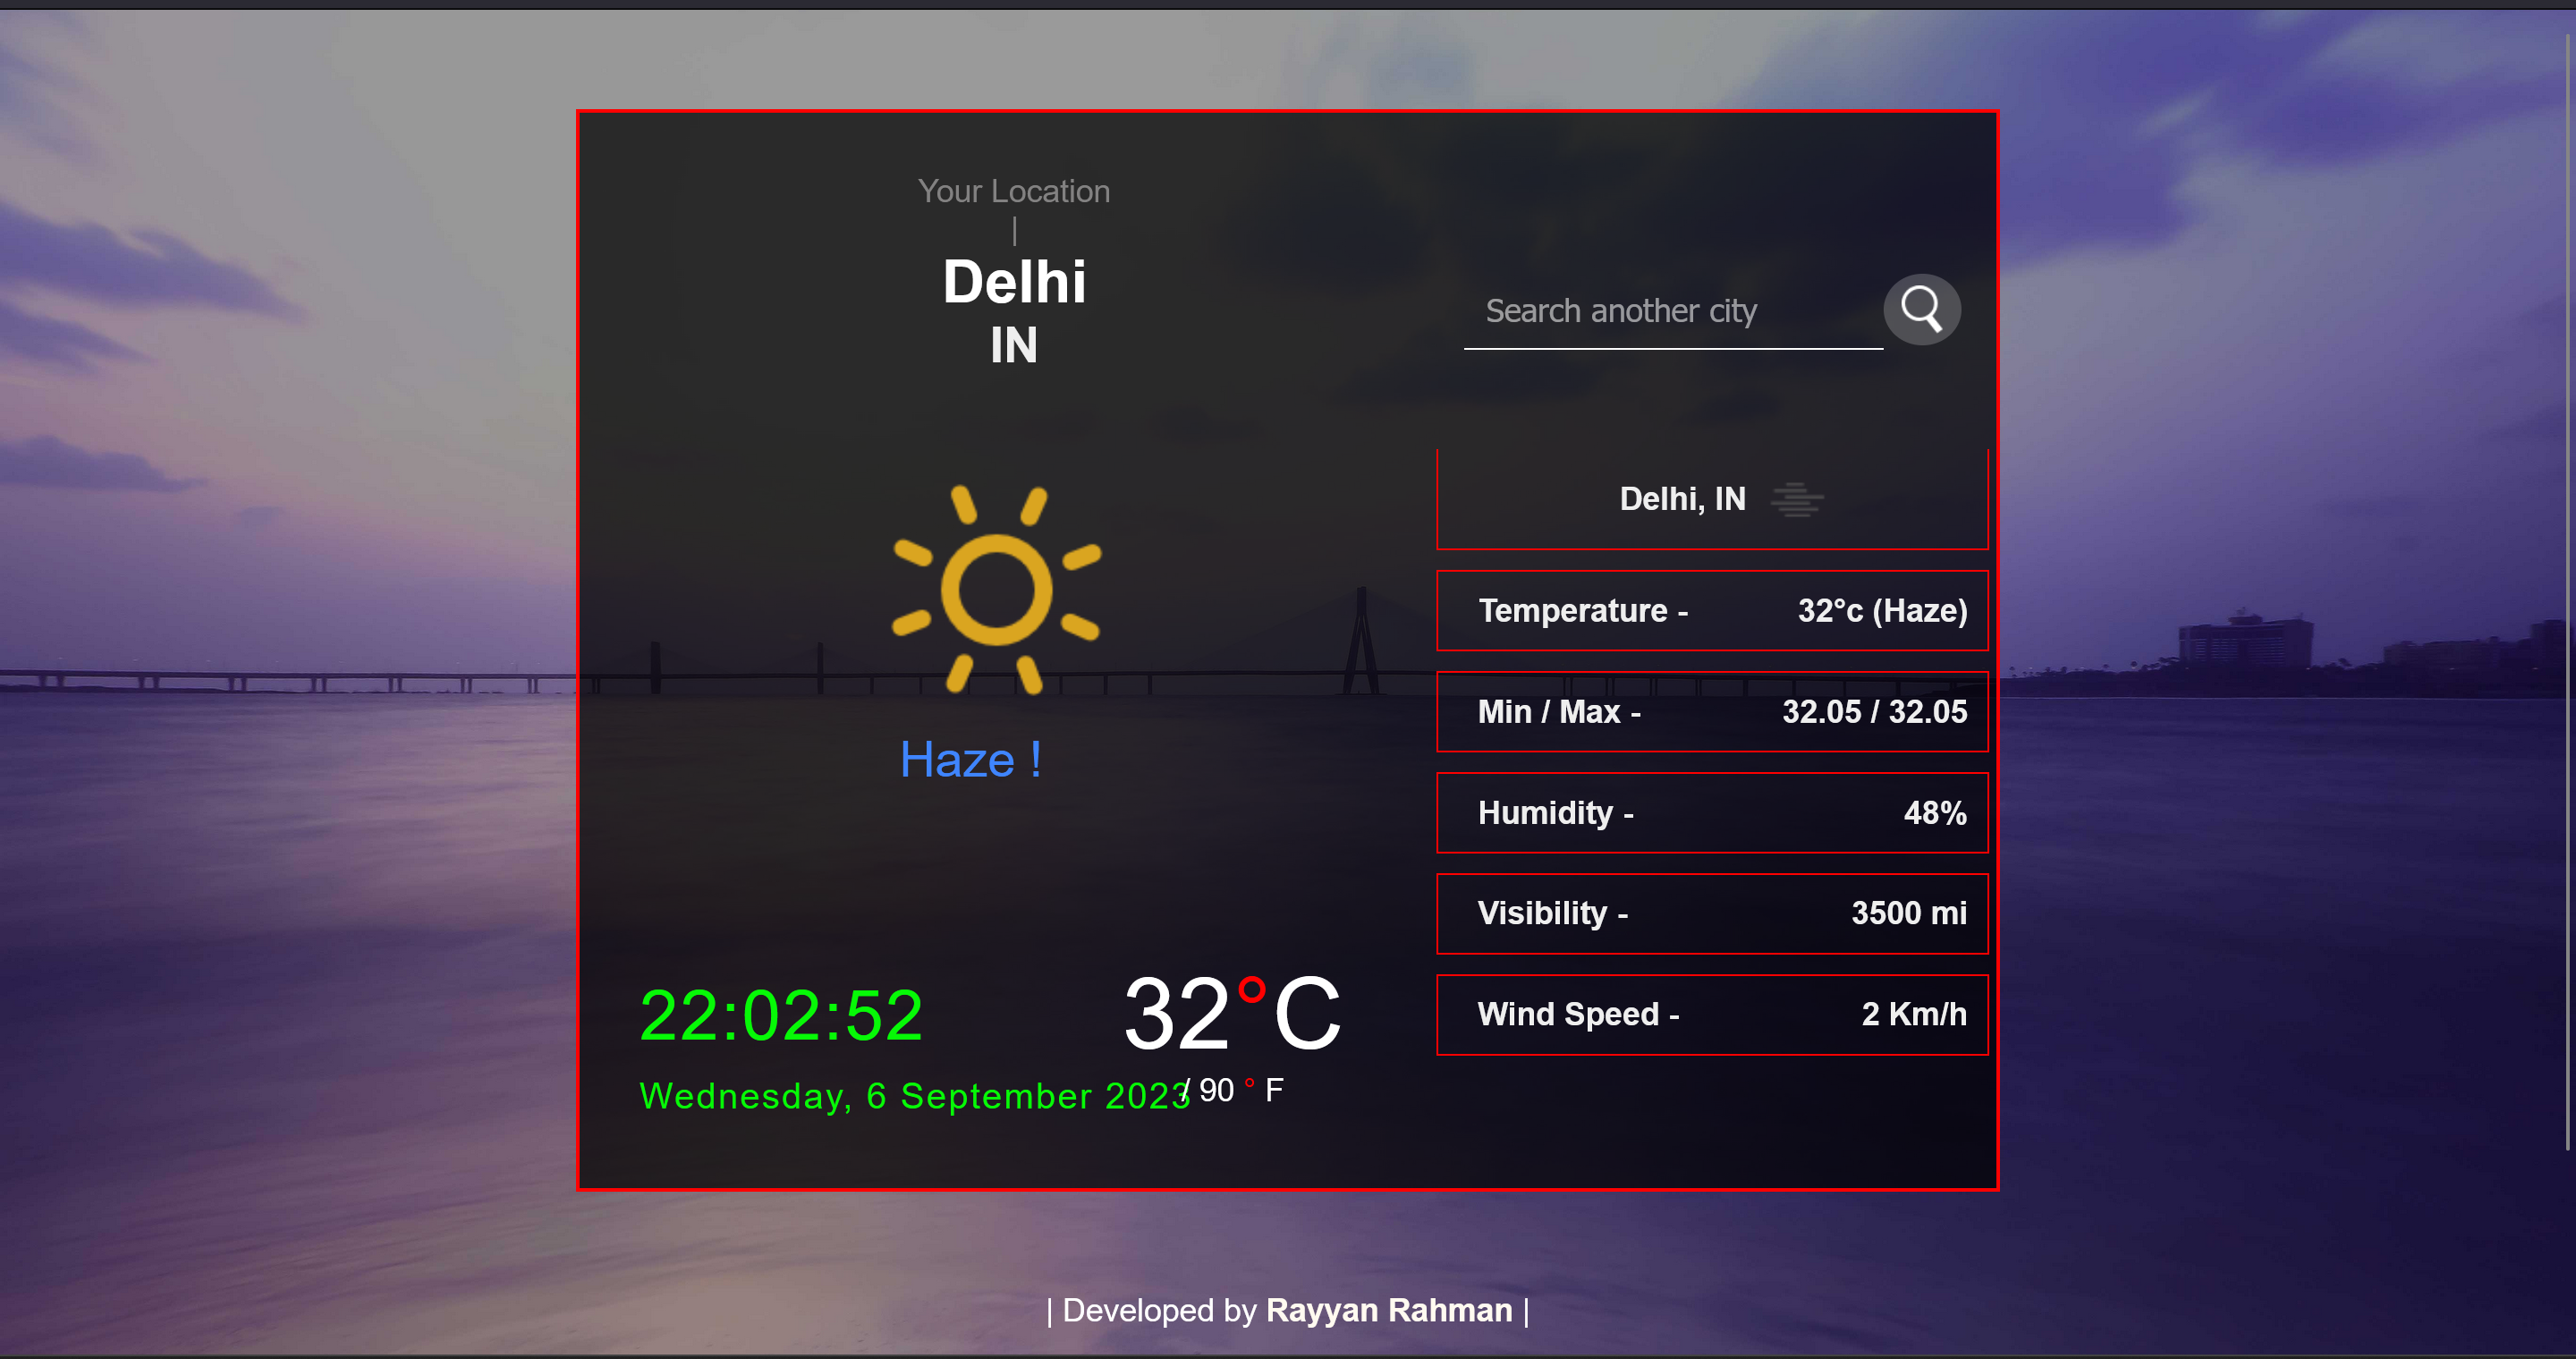 Your Location
|
Delhi
IN
Search another city
Delhi, IN
Temperature - 32°c (Haze)
Min / Max - 32.05 / 32.05
Humidity - 48%
Visibility - 3500 mi
Wind Speed - 2 Km/h
Haze !
22:02:52
Wednesday, 6 September 2023
32°C
/ 90 ° F
| Developed by Rayyan Rahman |